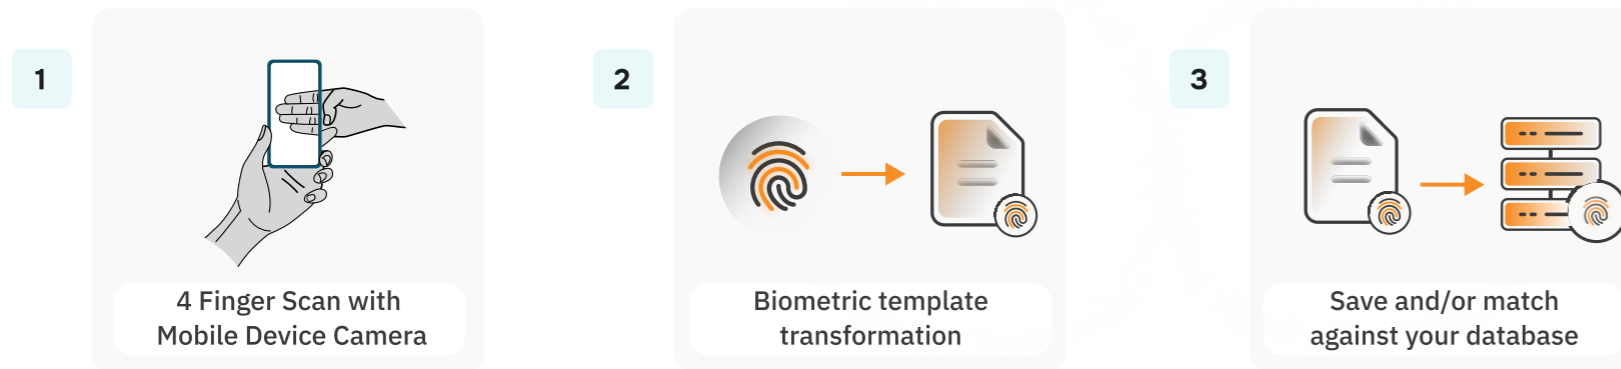 1
4 Finger Scan with
Mobile Device Camera
2
Biometric template
transformation
3
Save and/or match
against your database